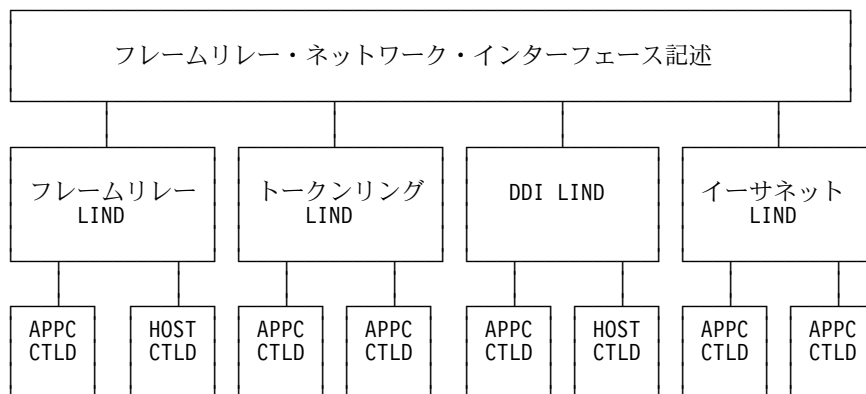 フレームリレー・ネットワーク・インターフェース記述
フレームリレー
LIND
トークンリング
LIND
DDI LIND
イーサネット
LIND
APPC
CTLD
HOST
CTLD
APPC
CTLD
APPC
CTLD
APPC
CTLD
HOST
CTLD
APPC
CTLD
APPC
CTLD